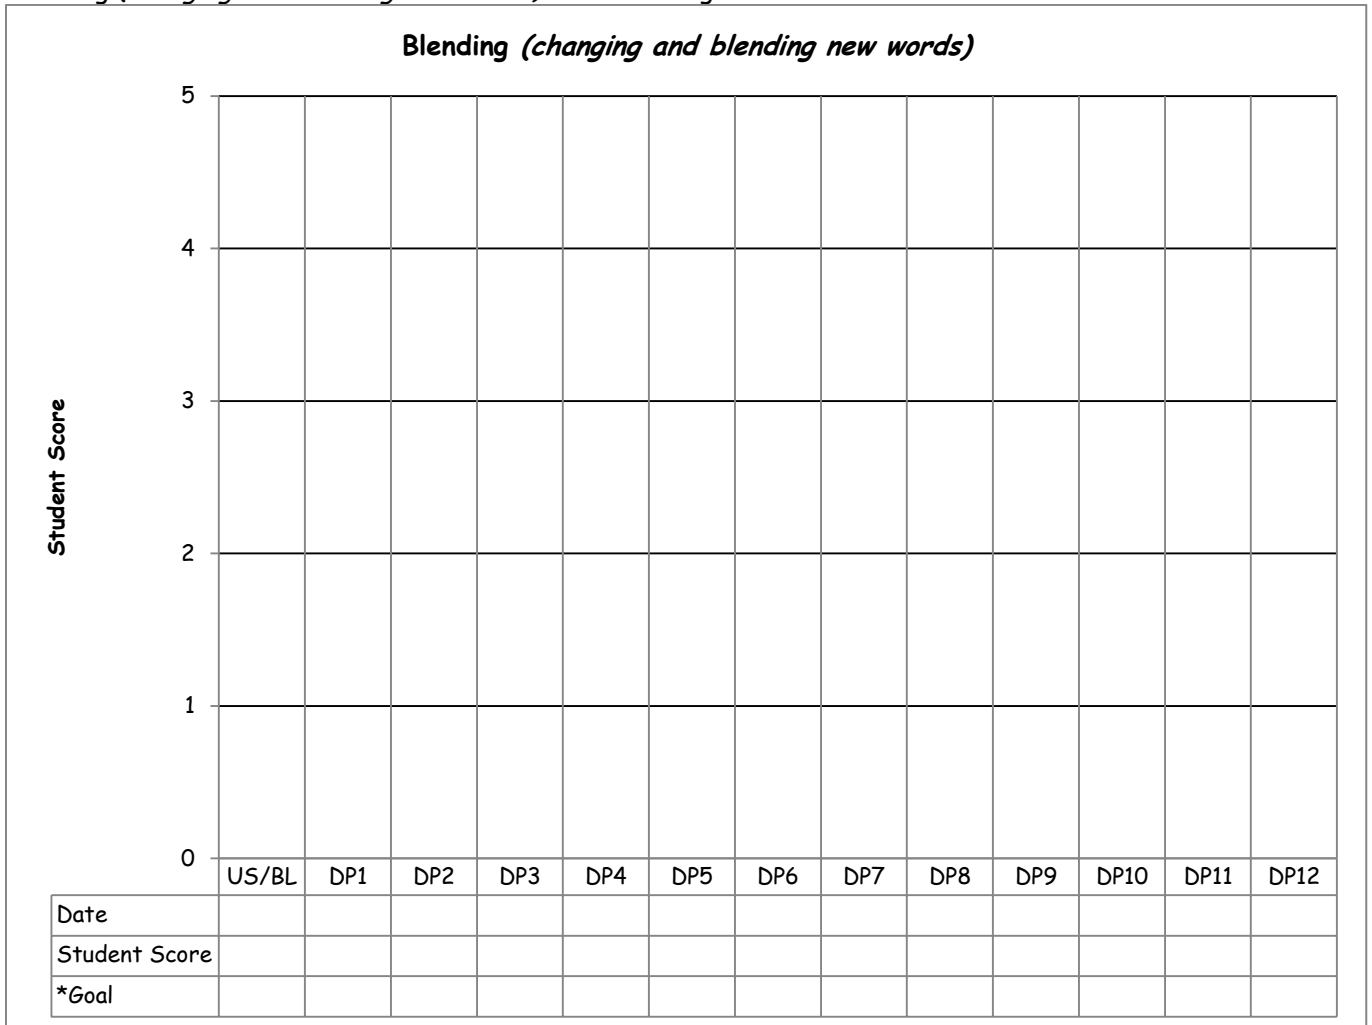 Blending (changing and blending new words)
5
4
3
2
1
0
Student Score
US/BL DP1 DP2 DP3 DP4 DP5 DP6 DP7 DP8 DP9 DP10 DP11 DP12
Date
Student Score
*Goal